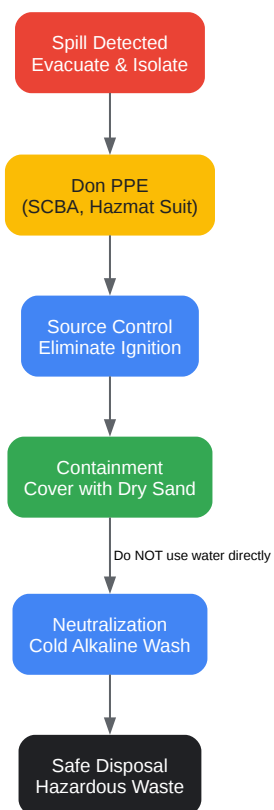 Spill Detected
Evacuate & Isolate
Don PPE
(SCBA, Hazmat Suit)
Source Control
Eliminate Ignition
Containment
Cover with Dry Sand
Do NOT use water directly
Neutralization
Cold Alkaline Wash
Safe Disposal
Hazardous Waste